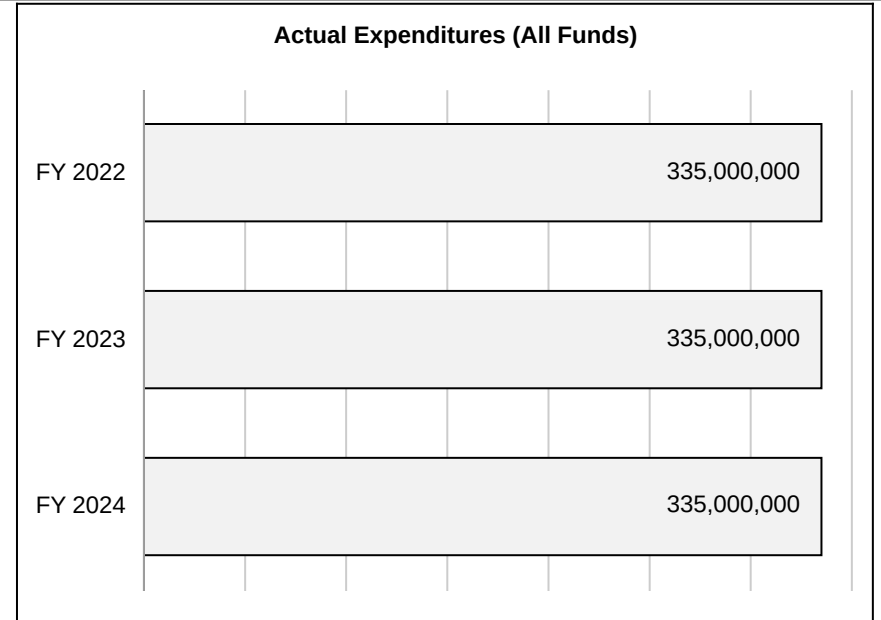 Actual Expenditures (All Funds)
FY 2022 335,000,000
FY 2023 335,000,000
FY 2024 335,000,000